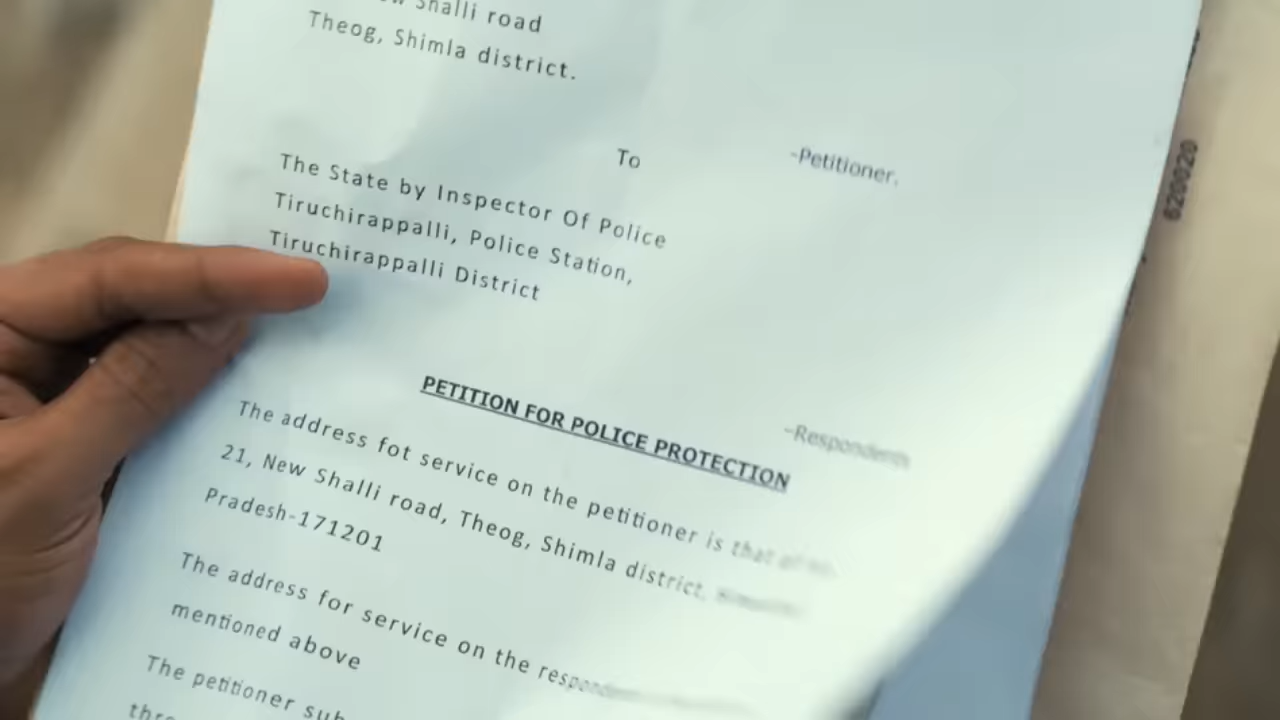 Shalli road
Theog, Shimla district.
-Petitioner.
To
The State by Inspector Of Police
Tiruchirappalli, Police Station,
Tiruchirappalli District
-Respondents
PETITION FOR POLICE PROTECTION
The address fot service on the petitioner is that
21, New Shalli road, Theog, Shimla district,
Pradesh-171201
The address for service on the
mentioned above
The petitioner
620020